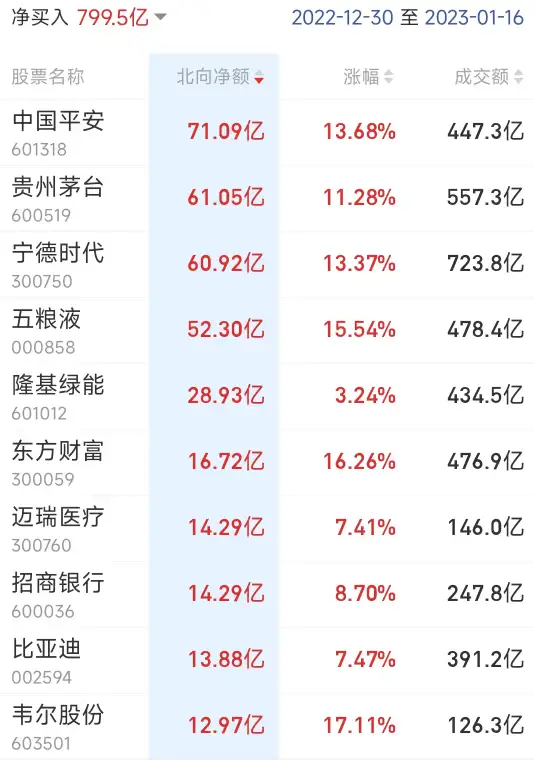 净买入 799.5亿 2022-12-30 至 2023-01-16
股票名称 北向净额 涨幅 成交额
中国平安 71.09亿 13.68% 447.3亿
601318
贵州茅台 61.05亿 11.28% 557.3亿
600519
宁德时代 60.92亿 13.37% 723.8亿
300750
五粮液 52.30亿 15.54% 478.4亿
000858
隆基绿能 28.93亿 3.24% 434.5亿
601012
东方财富 16.72亿 16.26% 476.9亿
300059
迈瑞医疗 14.29亿 7.41% 146.0亿
300760
招商银行 14.29亿 8.70% 247.8亿
600036
比亚迪 13.88亿 7.47% 391.2亿
002594
韦尔股份 12.97亿 17.11% 126.3亿
603501